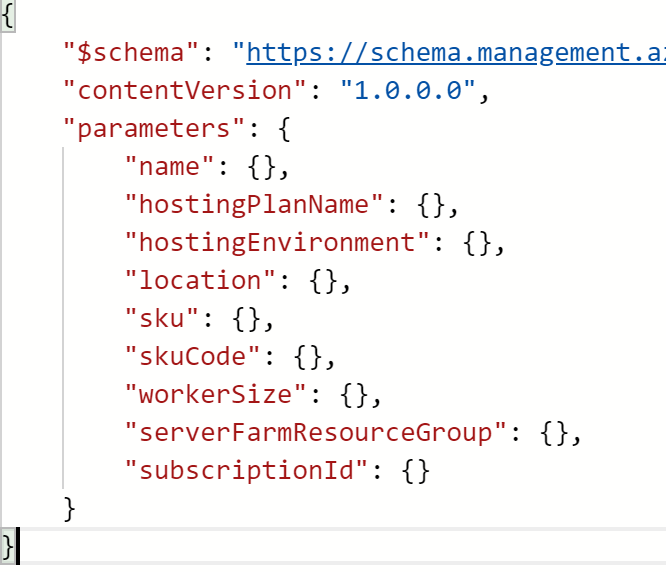 {
"$schema": "https://schema.management.az
"contentVersion": "1.0.0.0",
"parameters": {
"name": {},
"hostingPlanName": {},
"hostingEnvironment": {},
"location": {},
"sku": {},
"skuCode": {},
"workerSize": {},
"serverFarmResourceGroup": {},
"subscriptionId": {}
}
}